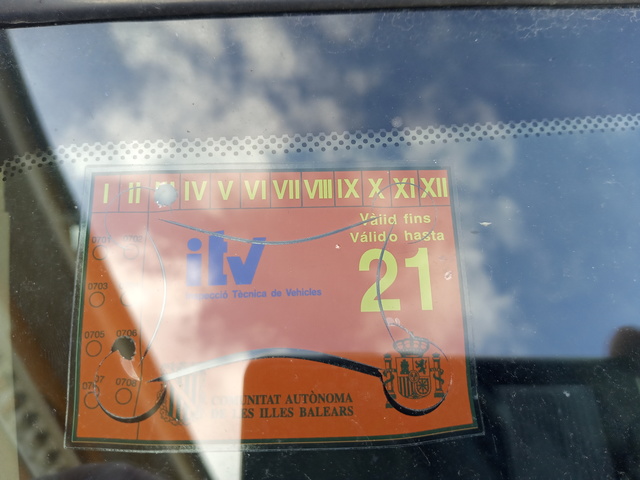 I II III IV V VI VII VIII IX X XI XII
Vàlid fins
Válido hasta
itv
21
Inspecció Tècnica de Vehicles
0703
0705 0706
0708
COMUNITAT AUTÒNOMA
DE LES ILLES BALEARS